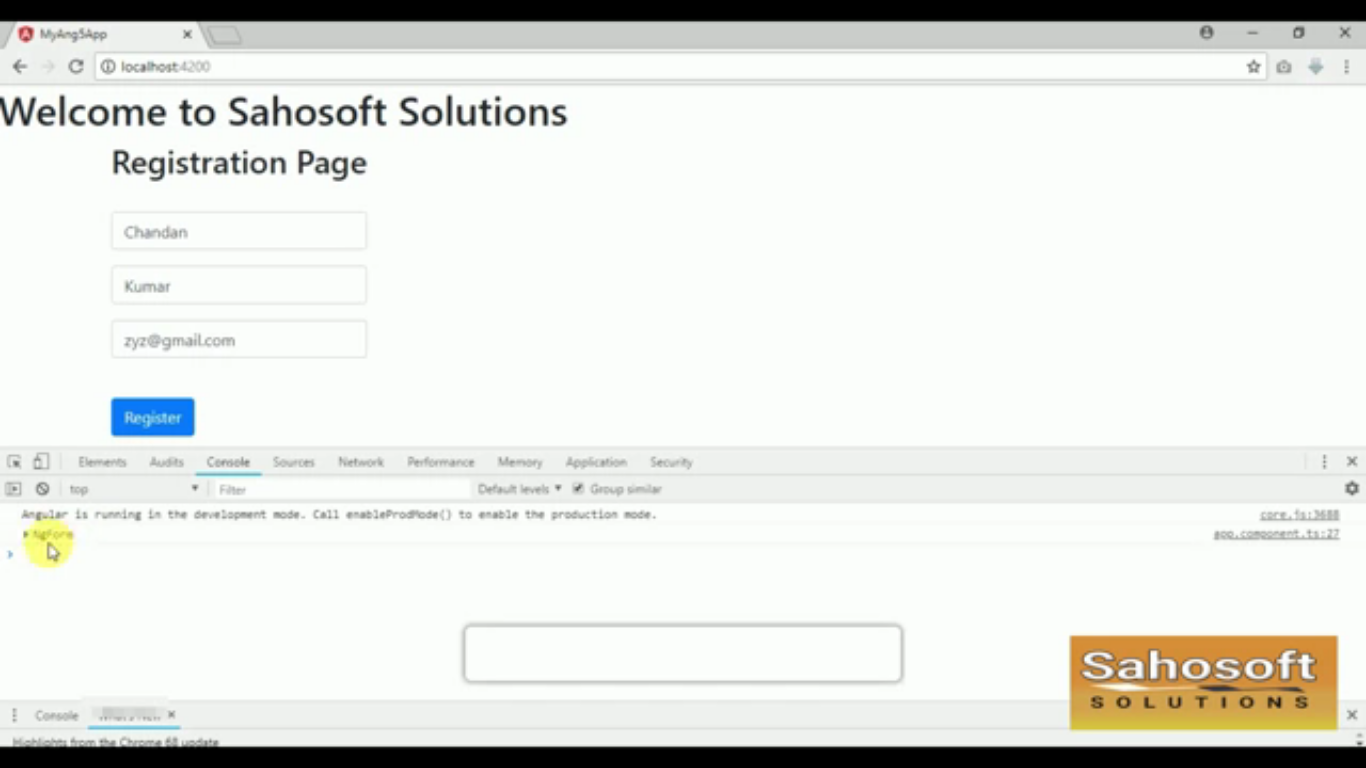 MyAng5App
localhost:4200
Welcome to Sahosoft Solutions
Registration Page
Chandan
Kumar
zyz@gmail.com
Register
Elements Audits Console Sources Network Performance Memory Application Security
top Filter Default levels Group similar
Angular is running in the development mode. Call enableProdMode() to enable the production mode. core.js:3688
NgForm app.component.ts:27
Sahosoft
SOLUTIONS
Console What's New
Highlights from the Chrome 68 update